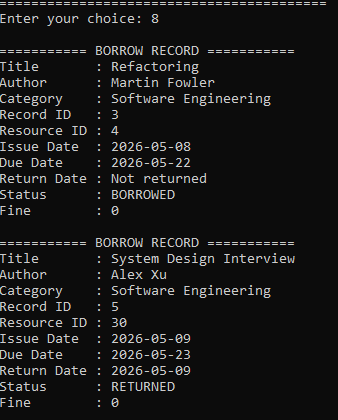 =========================================
Enter your choice: 8
=========== BORROW RECORD ===========
Title       : Refactoring
Author      : Martin Fowler
Category    : Software Engineering
Record ID   : 3
Resource ID : 4
Issue Date  : 2026-05-08
Due Date    : 2026-05-22
Return Date : Not returned
Status      : BORROWED
Fine        : 0
=========== BORROW RECORD ===========
Title       : System Design Interview
Author      : Alex Xu
Category    : Software Engineering
Record ID   : 5
Resource ID : 30
Issue Date  : 2026-05-09
Due Date    : 2026-05-23
Return Date : 2026-05-09
Status      : RETURNED
Fine        : 0